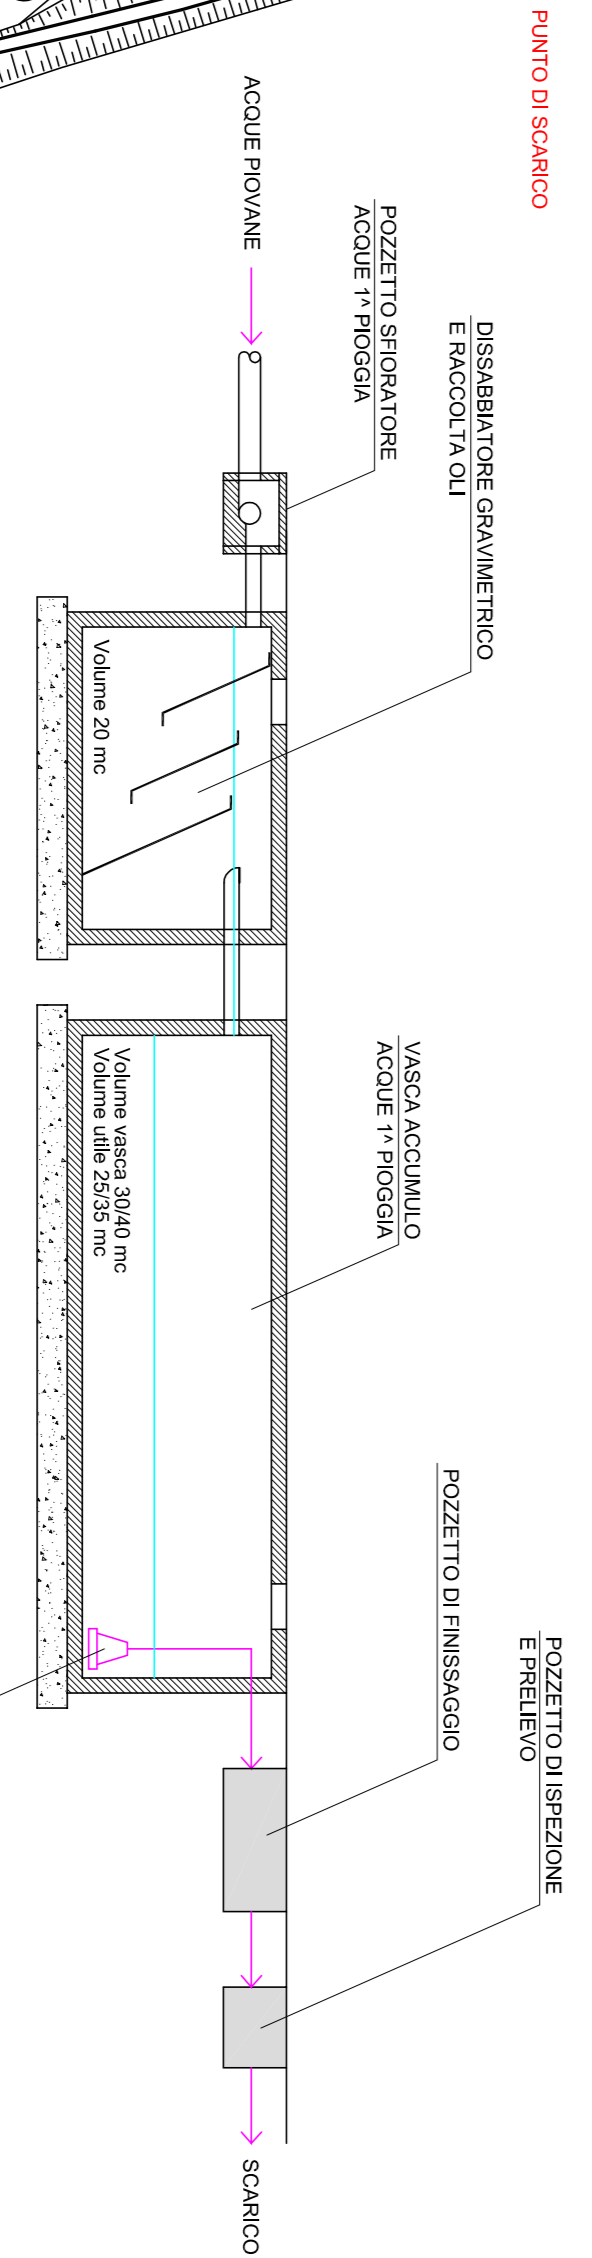 PUNTO DI SCARICO
ACQUE PIOVANE
POZZETTO SFIORATORE
ACQUE 1^ PIOGGIA
DISSABBIATORE GRAVIMETRICO
E RACCOLTA OLI
Volume 20 mc
VASCA ACCUMULO
ACQUE 1^ PIOGGIA
Volume vasca 30/40 mc
Volume utile 25/35 mc
POZZETTO DI FINISSAGGIO
POZZETTO DI ISPEZIONE
E PRELIEVO
SCARICO